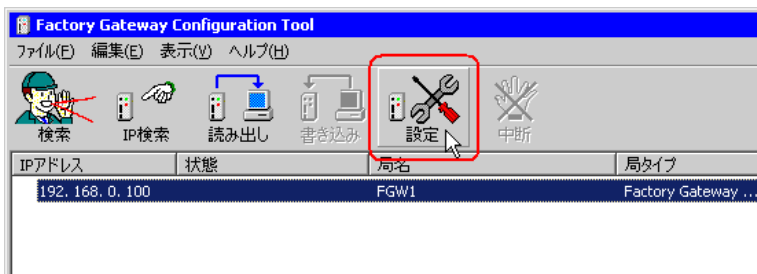 Factory Gateway Configuration Tool
ファイル(F) 編集(E) 表示(V) ヘルプ(H)
検索 IP検索 読み出し 書き込み 設定 中断
IPアドレス 状態 局名 局タイプ
192.168.0.100 FGW1 Factory Gateway ...